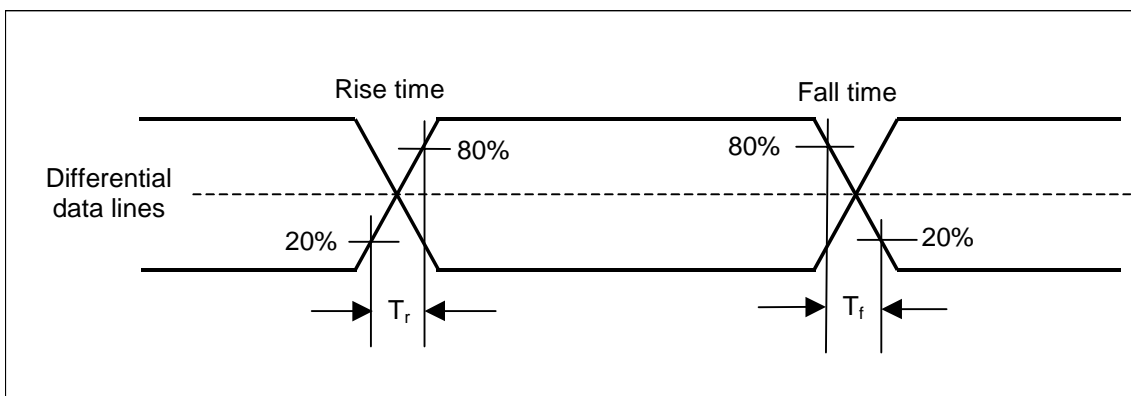 Rise time
Fall time
80%
80%
Differential
data lines
20%
20%
Tr
Tf